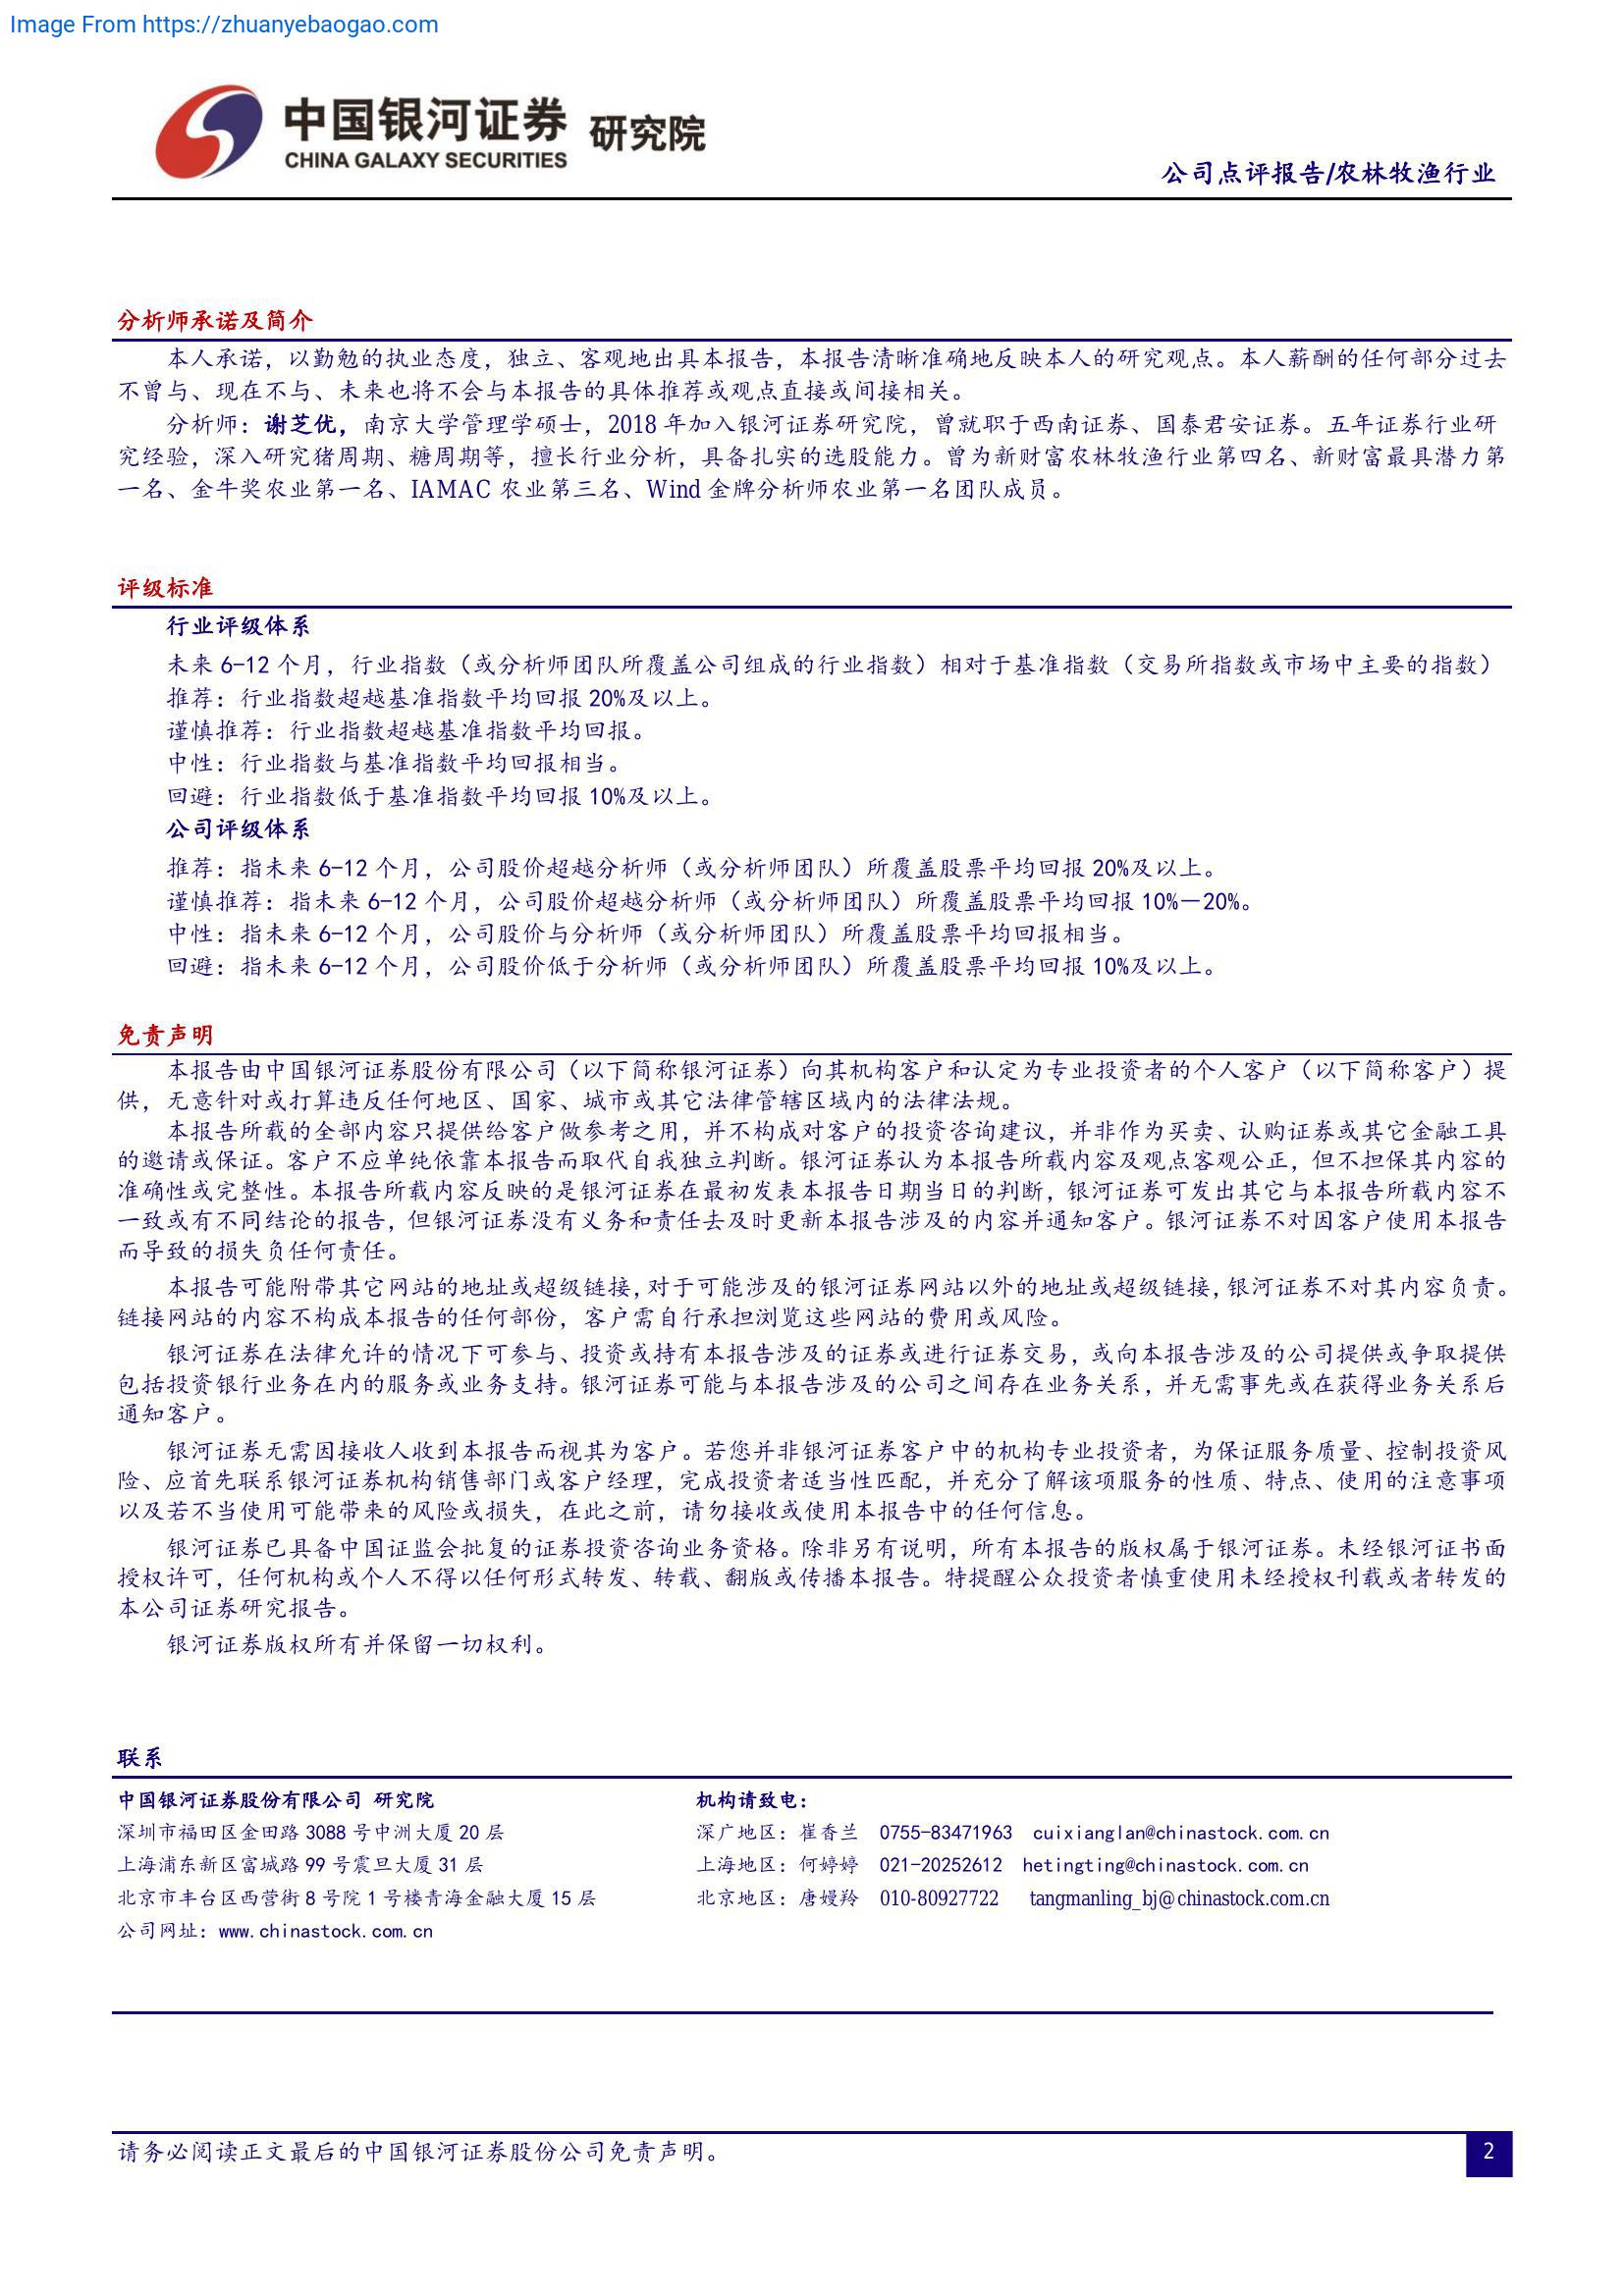 Image From https://zhuanyebaogao.com
中国银河证券 研究院
CHINA GALAXY SECURITIES
公司点评报告/农林牧渔行业
分析师承诺及简介
本人承诺，以勤勉的执业态度，独立、客观地出具本报告，本报告清晰准确地反映本人的研究观点。本人薪酬的任何部分过去
不曾与、现在不与、未来也将不会与本报告的具体推荐或观点直接或间接相关。
分析师：谢芝优，南京大学管理学硕士，2018 年加入银河证券研究院，曾就职于西南证券、国泰君安证券。五年证券行业研
究经验，深入研究猪周期、糖周期等，擅长行业分析，具备扎实的选股能力。曾为新财富农林牧渔行业第四名、新财富最具潜力第
一名、金牛奖农业第一名、IAMAC 农业第三名、Wind 金牌分析师农业第一名团队成员。
评级标准
行业评级体系
未来 6-12 个月，行业指数（或分析师团队所覆盖公司组成的行业指数）相对于基准指数（交易所指数或市场中主要的指数）
推荐：行业指数超越基准指数平均回报 20%及以上。
谨慎推荐：行业指数超越基准指数平均回报。
中性：行业指数与基准指数平均回报相当。
回避：行业指数低于基准指数平均回报 10%及以上。
公司评级体系
推荐：指未来 6-12 个月，公司股价超越分析师（或分析师团队）所覆盖股票平均回报 20%及以上。
谨慎推荐：指未来 6-12 个月，公司股价超越分析师（或分析师团队）所覆盖股票平均回报 10%－20%。
中性：指未来 6-12 个月，公司股价与分析师（或分析师团队）所覆盖股票平均回报相当。
回避：指未来 6-12 个月，公司股价低于分析师（或分析师团队）所覆盖股票平均回报 10%及以上。
免责声明
本报告由中国银河证券股份有限公司（以下简称银河证券）向其机构客户和认定为专业投资者的个人客户（以下简称客户）提
供，无意针对或打算违反任何地区、国家、城市或其它法律管辖区域内的法律法规。
本报告所载的全部内容只提供给客户做参考之用，并不构成对客户的投资咨询建议，并非作为买卖、认购证券或其它金融工具
的邀请或保证。客户不应单纯依靠本报告而取代自我独立判断。银河证券认为本报告所载内容及观点客观公正，但不担保其内容的
准确性或完整性。本报告所载内容反映的是银河证券在最初发表本报告日期当日的判断，银河证券可发出其它与本报告所载内容不
一致或有不同结论的报告，但银河证券没有义务和责任去及时更新本报告涉及的内容并通知客户。银河证券不对因客户使用本报告
而导致的损失负任何责任。
本报告可能附带其它网站的地址或超级链接，对于可能涉及的银河证券网站以外的地址或超级链接，银河证券不对其内容负责。
链接网站的内容不构成本报告的任何部份，客户需自行承担浏览这些网站的费用或风险。
银河证券在法律允许的情况下可参与、投资或持有本报告涉及的证券或进行证券交易，或向本报告涉及的公司提供或争取提供
包括投资银行业务在内的服务或业务支持。银河证券可能与本报告涉及的公司之间存在业务关系，并无需事先或在获得业务关系后
通知客户。
银河证券无需因接收人收到本报告而视其为客户。若您并非银河证券客户中的机构专业投资者，为保证服务质量、控制投资风
险、应首先联系银河证券机构销售部门或客户经理，完成投资者适当性匹配，并充分了解该项服务的性质、特点、使用的注意事项
以及若不当使用可能带来的风险或损失，在此之前，请勿接收或使用本报告中的任何信息。
银河证券已具备中国证监会批复的证券投资咨询业务资格。除非另有说明，所有本报告的版权属于银河证券。未经银河证书面
授权许可，任何机构或个人不得以任何形式转发、转载、翻版或传播本报告。特提醒公众投资者慎重使用未经授权刊载或者转发的
本公司证券研究报告。
银河证券版权所有并保留一切权利。
联系
中国银河证券股份有限公司 研究院 机构请致电：
深圳市福田区金田路 3088 号中洲大厦 20 层 深广地区：崔香兰 0755-83471963 cuixianglan@chinastock.com.cn
上海浦东新区富城路 99 号震旦大厦 31 层 上海地区：何婷婷 021-20252612 hetingting@chinastock.com.cn
北京市丰台区西营街 8 号院 1 号楼青海金融大厦 15 层 北京地区：唐嫚羚 010-80927722 tangmanling_bj@chinastock.com.cn
公司网址：www.chinastock.com.cn
请务必阅读正文最后的中国银河证券股份公司免责声明。
2